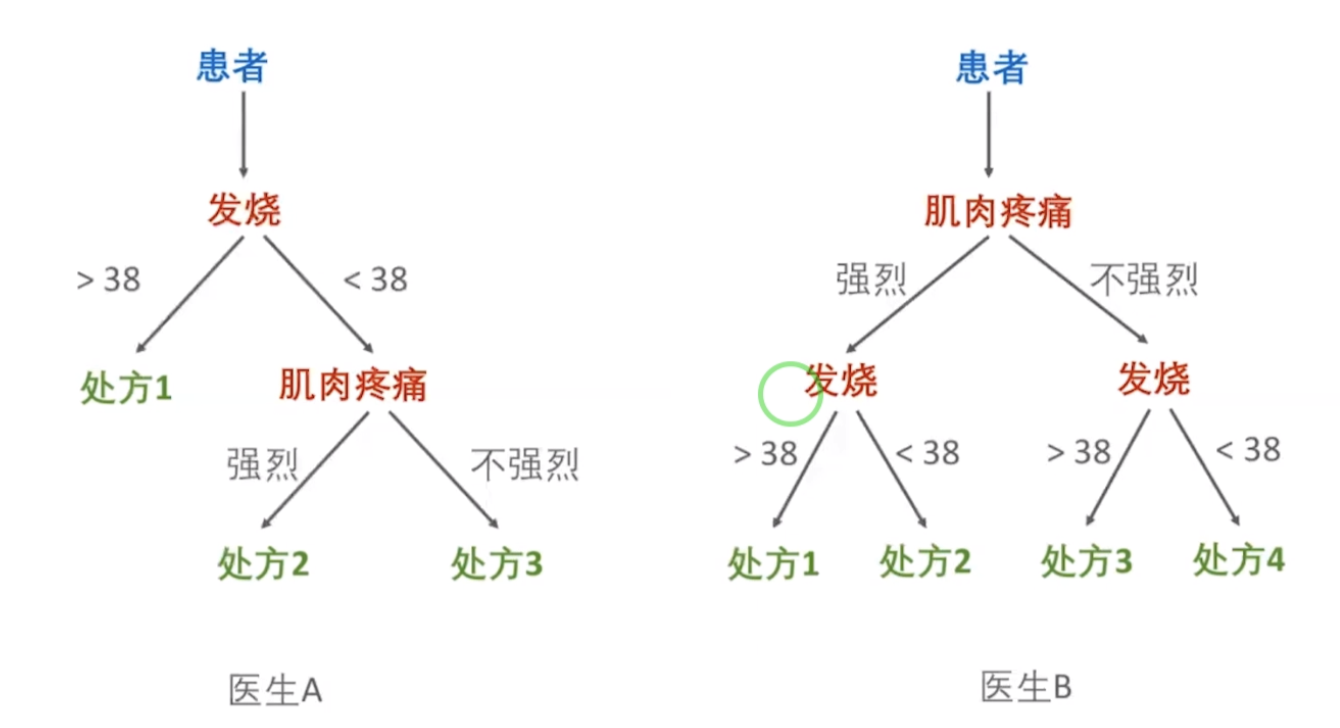 患者
发烧
> 38
< 38
处方1
肌肉疼痛
强烈
不强烈
处方2
处方3
医生A
患者
肌肉疼痛
强烈
不强烈
发烧
发烧
> 38
< 38
> 38
< 38
处方1
处方2
处方3
处方4
医生B